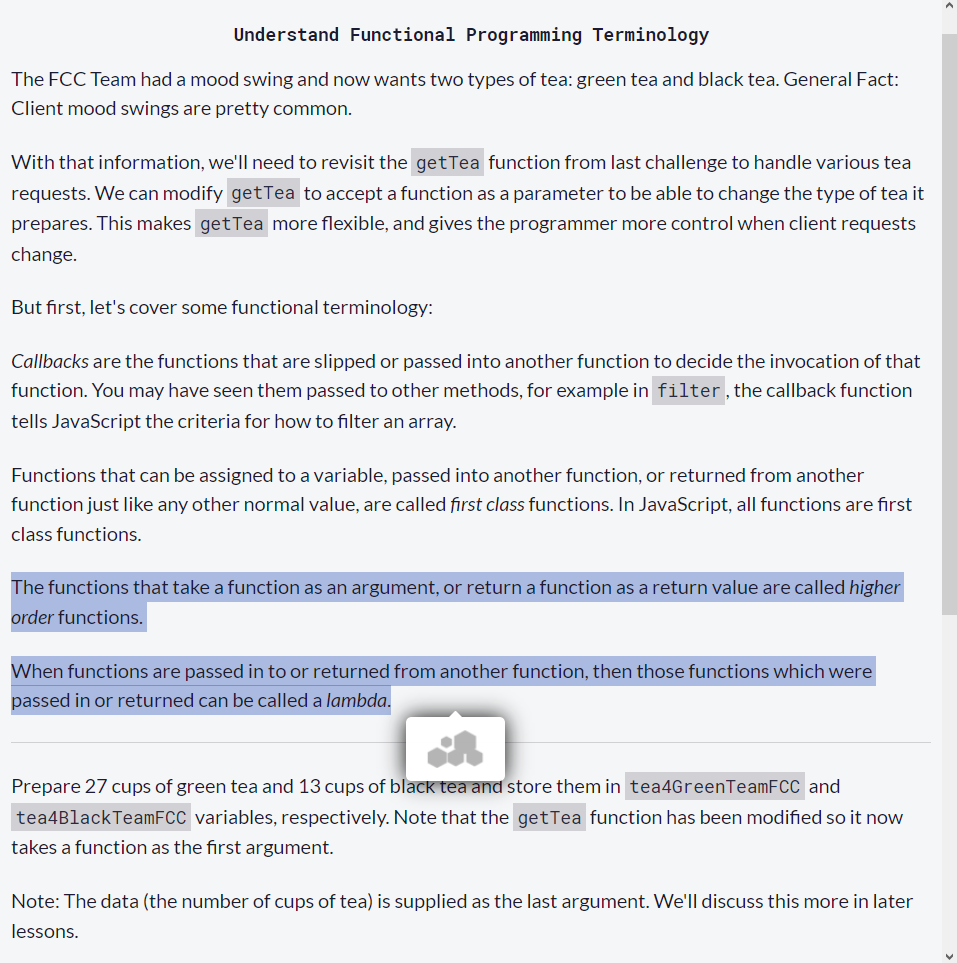 Understand Functional Programming Terminology
The FCC Team had a mood swing and now wants two types of tea: green tea and black tea. General Fact:
Client mood swings are pretty common.
With that information, we'll need to revisit the getTea function from last challenge to handle various tea
requests. We can modify getTea to accept a function as a parameter to be able to change the type of tea it
prepares. This makes getTea more flexible, and gives the programmer more control when client requests
change.
But first, let's cover some functional terminology:
Callbacks are the functions that are slipped or passed into another function to decide the invocation of that
function. You may have seen them passed to other methods, for example in filter, the callback function
tells JavaScript the criteria for how to filter an array.
Functions that can be assigned to a variable, passed into another function, or returned from another
function just like any other normal value, are called first class functions. In JavaScript, all functions are first
class functions.
The functions that take a function as an argument, or return a function as a return value are called higher
order functions.
When functions are passed in to or returned from another function, then those functions which were
passed in or returned can be called a lambda.
Prepare 27 cups of green tea and 13 cups of black tea and store them in tea4GreenTeamFCC and
tea4BlackTeamFCC variables, respectively. Note that the getTea function has been modified so it now
takes a function as the first argument.
Note: The data (the number of cups of tea) is supplied as the last argument. We'll discuss this more in later
lessons.